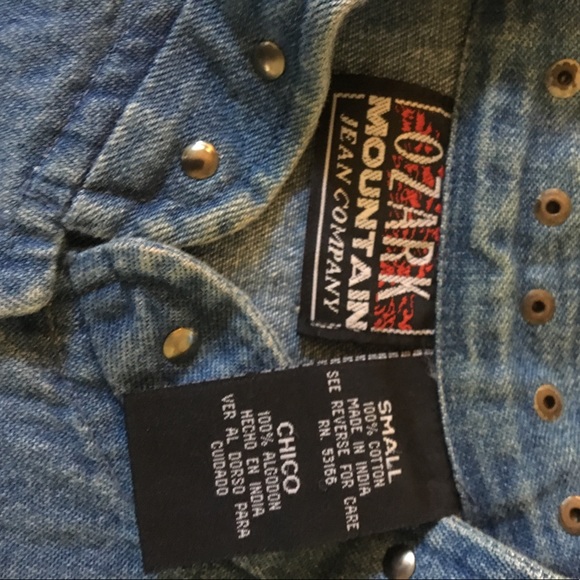 OZARK
MOUNTAIN
JEAN COMPANY
SMALL
100% COTTON
MADE IN INDIA
SEE REVERSE FOR CARE
RN. 53166
CHICO
100% ALGODON
HECHO EN INDIA
VER AL DORSO PARA
CUIDADO